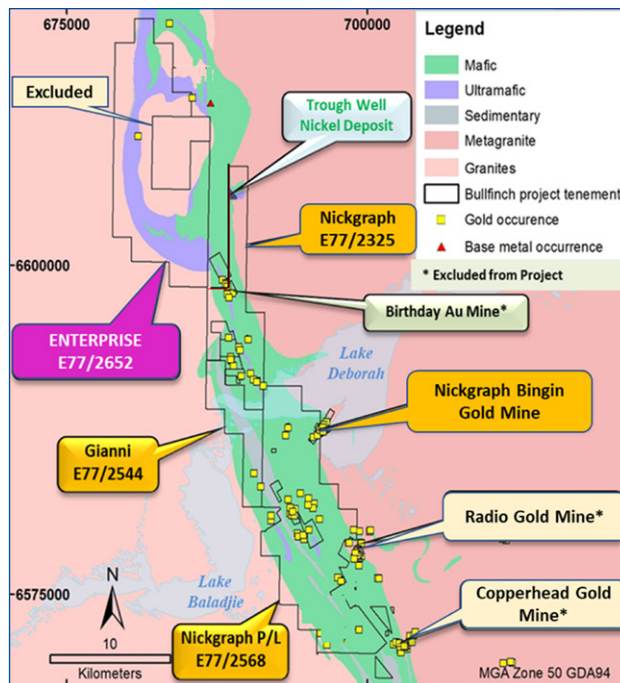 675000
700000
Legend
Mafic
Ultramafic
Sedimentary
Metagranite
Granites
Bullfinch project tenement
Gold occurence
Base metal occurrence
* Excluded from Project
Excluded
Trough Well
Nickel Deposit
Nickgraph
E77/2325
6600000
Birthday Au Mine*
ENTERPRISE
E77/2652
Lake
Deborah
Nickgraph Bingin
Gold Mine
Gianni
E77/2544
Radio Gold Mine*
6575000
N
Lake
Baladjie
Copperhead Gold
Mine*
10
Kilometers
Nickgraph P/L
E77/2568
MGA Zone 50 GDA94